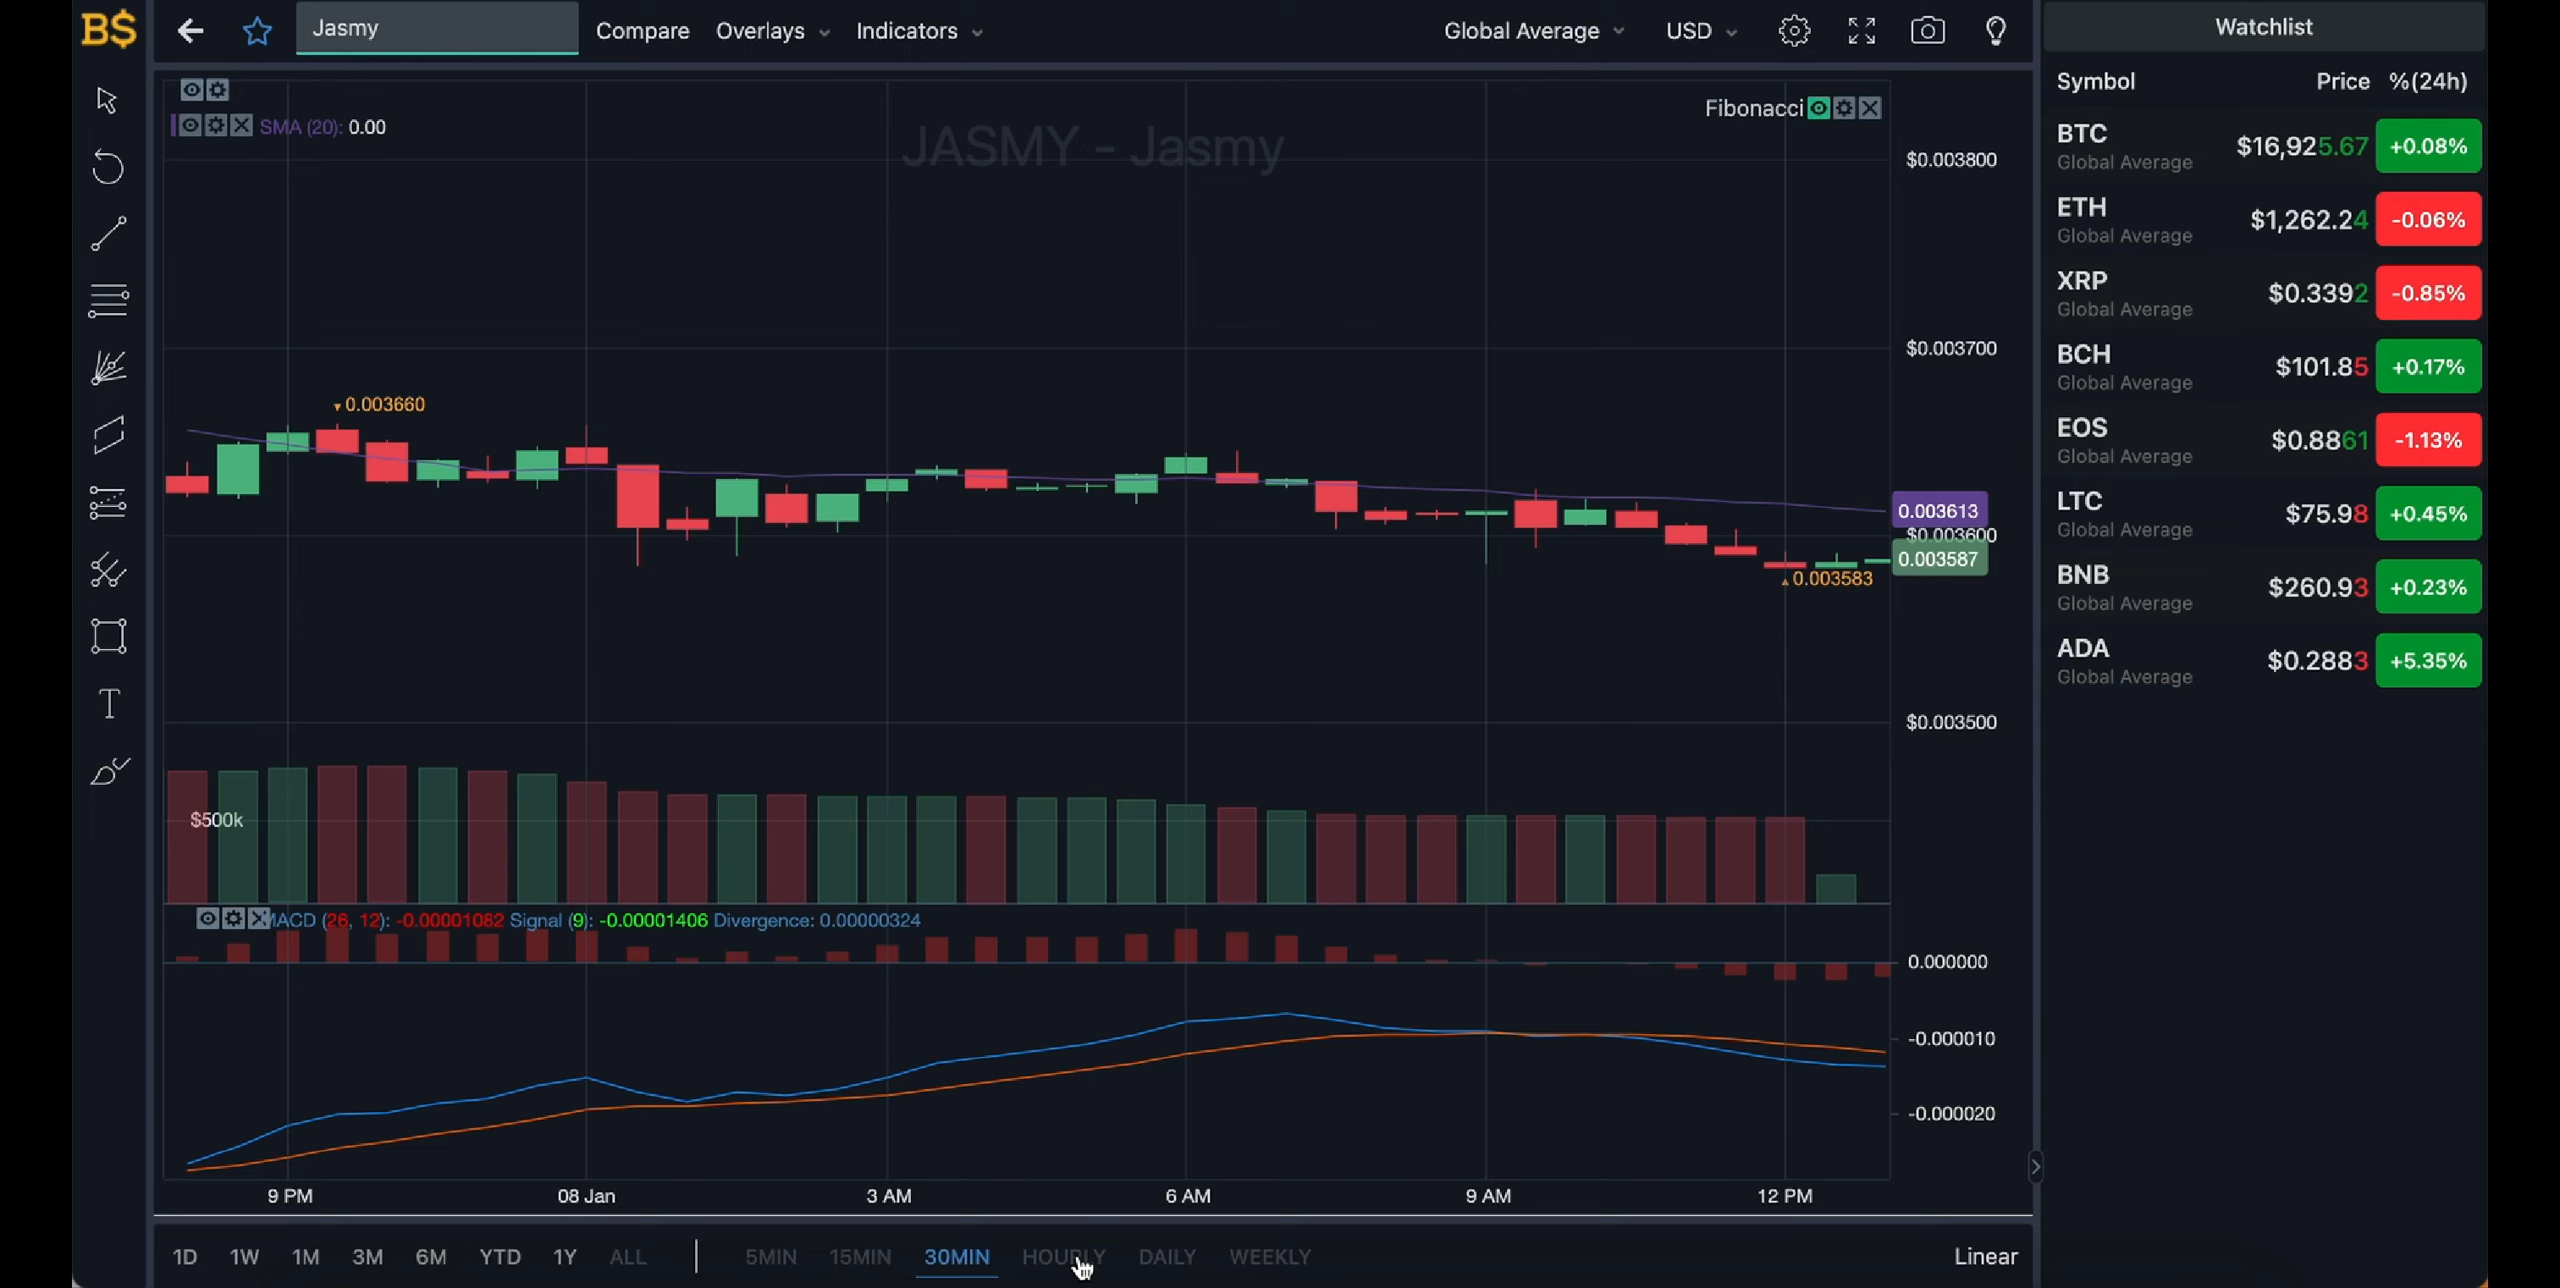 B$
Jasmy
Compare
Overlays
Indicators
Global Average
USD
Watchlist
Symbol Price %(24h)
BTC $16,925.67 +0.08%
Global Average
ETH $1,262.24 -0.06%
Global Average
XRP $0.3392 -0.85%
Global Average
BCH $101.85 +0.17%
Global Average
EOS $0.8861 -1.13%
Global Average
LTC $75.98 +0.45%
Global Average
BNB $260.93 +0.23%
Global Average
ADA $0.2883 +5.35%
Global Average
SMA (20): 0.00
JASMY - Jasmy
Fibonacci
$0.003800
$0.003700
0.003660
0.003613
$0.003600
0.003587
0.003583
$0.003500
$500k
MACD (26, 12): -0.00001082 Signal (9): -0.00001406 Divergence: 0.00000324
0.000000
-0.000010
-0.000020
9 PM 08 Jan 3 AM 6 AM 9 AM 12 PM
1D 1W 1M 3M 6M YTD 1Y ALL 5MIN 15MIN 30MIN HOURLY DAILY WEEKLY Linear